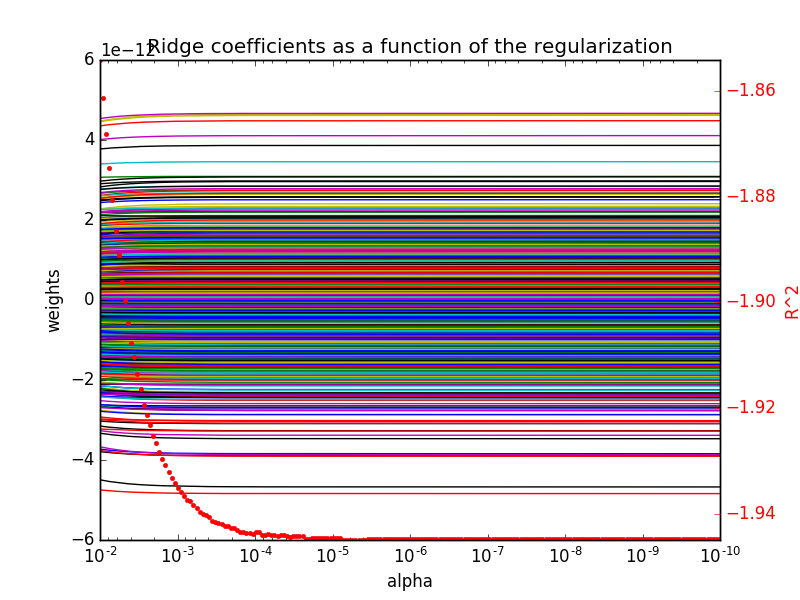 Ridge coefficients as a function of the regularization
1e−12
6
4
2
0
−2
−4
−6
weights
−1.86
−1.88
−1.90
−1.92
−1.94
R^2
10^-2 10^-3 10^-4 10^-5 10^-6 10^-7 10^-8 10^-9 10^-10
alpha